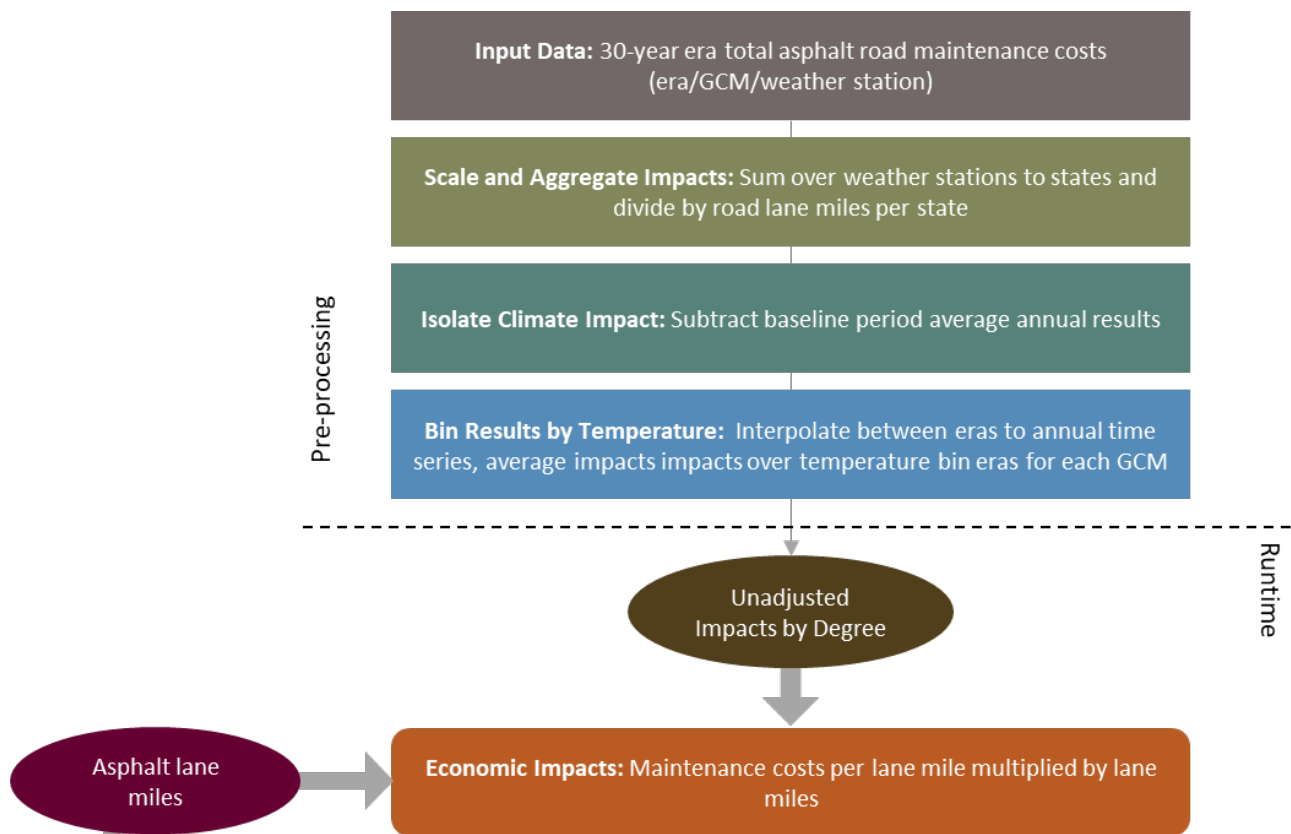 Input Data: 30-year era total asphalt road maintenance costs
(era/GCM/weather station)
Scale and Aggregate Impacts: Sum over weather stations to states and
divide by road lane miles per state
Isolate Climate Impact: Subtract baseline period average annual results
Pre-processing
Bin Results by Temperature: Interpolate between eras to annual time
series, average impacts impacts over temperature bin eras for each GCM
Runtime
Unadjusted
Impacts by Degree
Asphalt lane
miles
Economic Impacts: Maintenance costs per lane mile multiplied by lane
miles